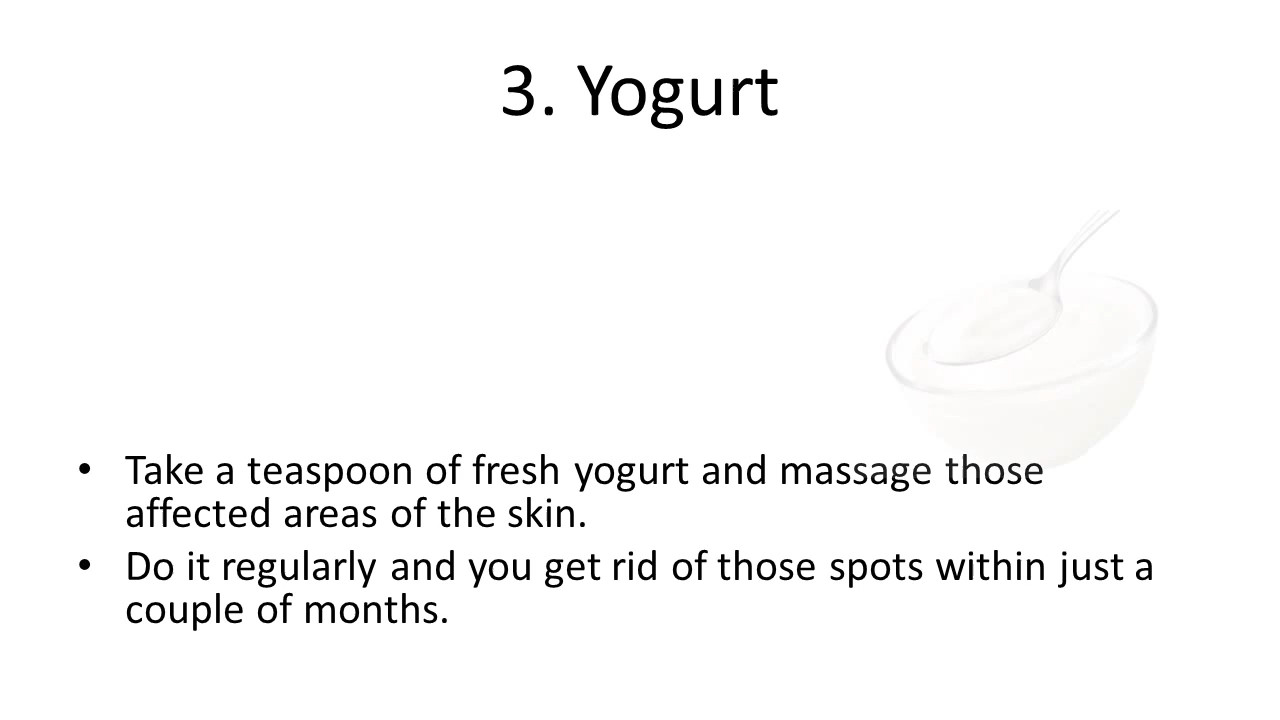 3. Yogurt
• Take a teaspoon of fresh yogurt and massage those
affected areas of the skin.
• Do it regularly and you get rid of those spots within just a
couple of months.